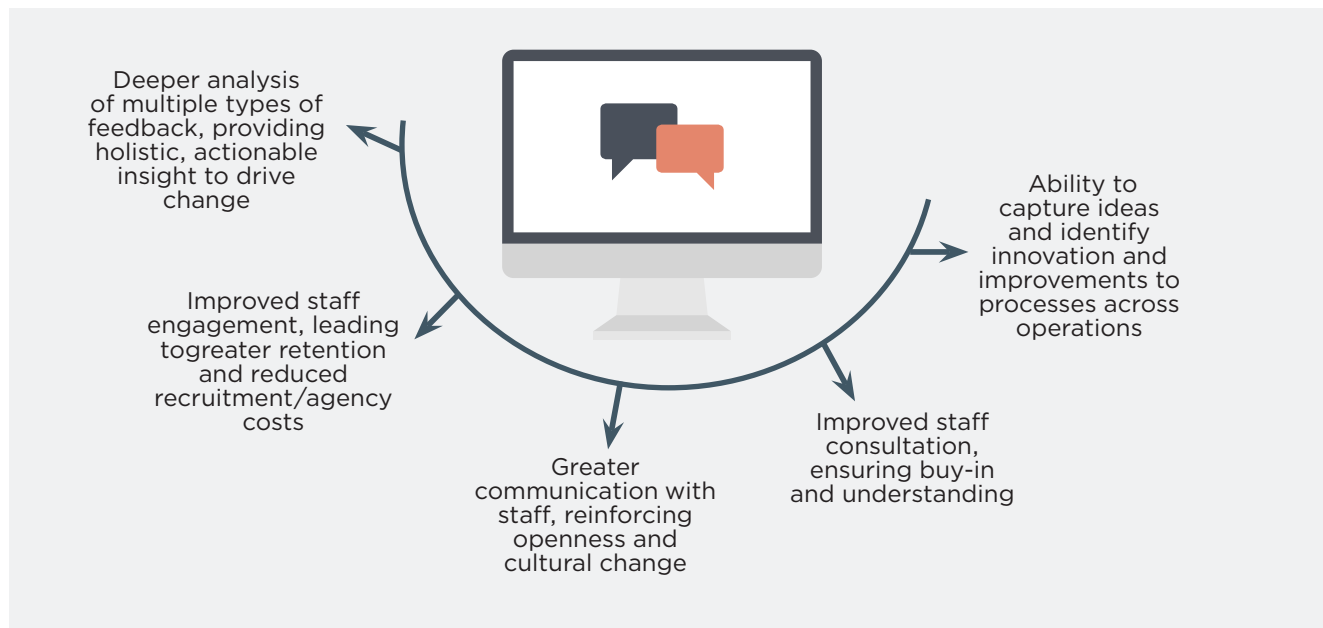 Deeper analysis
of multiple types of
feedback, providing
holistic, actionable
insight to drive
change
Improved staff
engagement, leading
togreater retention
and reduced
recruitment/agency
costs
Greater
communication with
staff, reinforcing
openness and
cultural change
Improved staff
consultation,
ensuring buy-in
and understanding
Ability to
capture ideas
and identify
innovation and
improvements to
processes across
operations